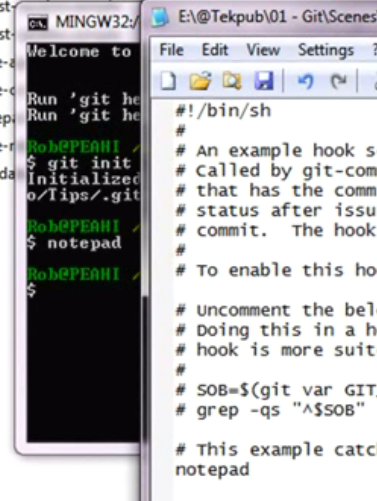 MINGW32:/
Welcome to
Run 'git he
Run 'git he
Rob@PEAHI /
$ git init
Initialized
o/Tips/.git
Rob@PEAHI /
$ notepad
Rob@PEAHI /
$
E:\@Tekpub\01 - Git\Scenes
File Edit View Settings ?
#!/bin/sh
#
# An example hook s
# Called by git-com
# that has the comm
# status after issu
# commit. The hook
#
# To enable this ho
# Uncomment the bel
# Doing this in a h
# hook is more suit
#
# SOB=$(git var GIT
# grep -qs "^$SOB"
# This example catc
notepad